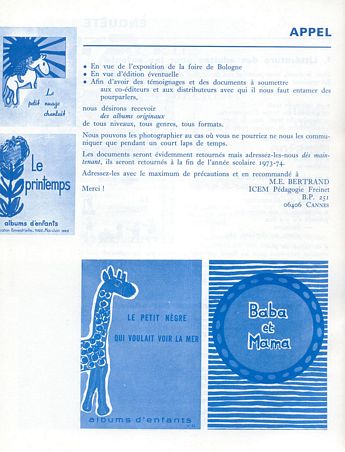 APPEL
● En vue de l'exposition de la foire de Bologne
● En vue d'édition éventuelle
● Afin d'avoir des témoignages et des documents à soumettre
aux co-éditeurs et aux distributeurs avec qui il nous faut entamer des
pourparlers,
nous désirons recevoir
des albums originaux
de tous niveaux, tous genres, tous formats.
Nous pouvons les photographier au cas où vous ne pourriez ne nous les commu-
niquer que pendant un court laps de temps.
Les documents seront évidemment retournés mais adressez-les-nous dès main-
tenant, ils seront retournés à la fin de l'année scolaire 1973-74.
Adressez-les avec le maximum de précautions et en recommandé à
M.E. BERTRAND
ICEM Pédagogie Freinet
B.P. 251
06406 CANNES
Merci !
Le
petit nuage
chantait
Le
printemps
albums d'enfants
LE PETIT NÈGRE
QUI VOULAIT VOIR LA MER
albums d'enfants
Baba
et
Mama